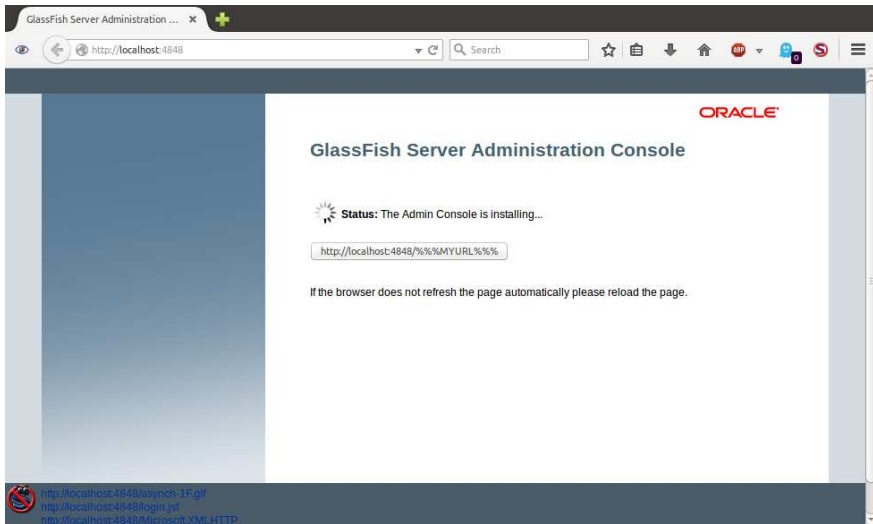 GlassFish Server Administration ...
http://localhost:4848
Search
ABP
0
S
ORACLE
GlassFish Server Administration Console
Status: The Admin Console is installing...
http://localhost:4848/%%%MYURL%%%
If the browser does not refresh the page automatically please reload the page.
http://localhost:4848/asynch-1F.gif
http://localhost:4848/login.jsf
http://localhost:4848/Microsoft.XMLHTTP